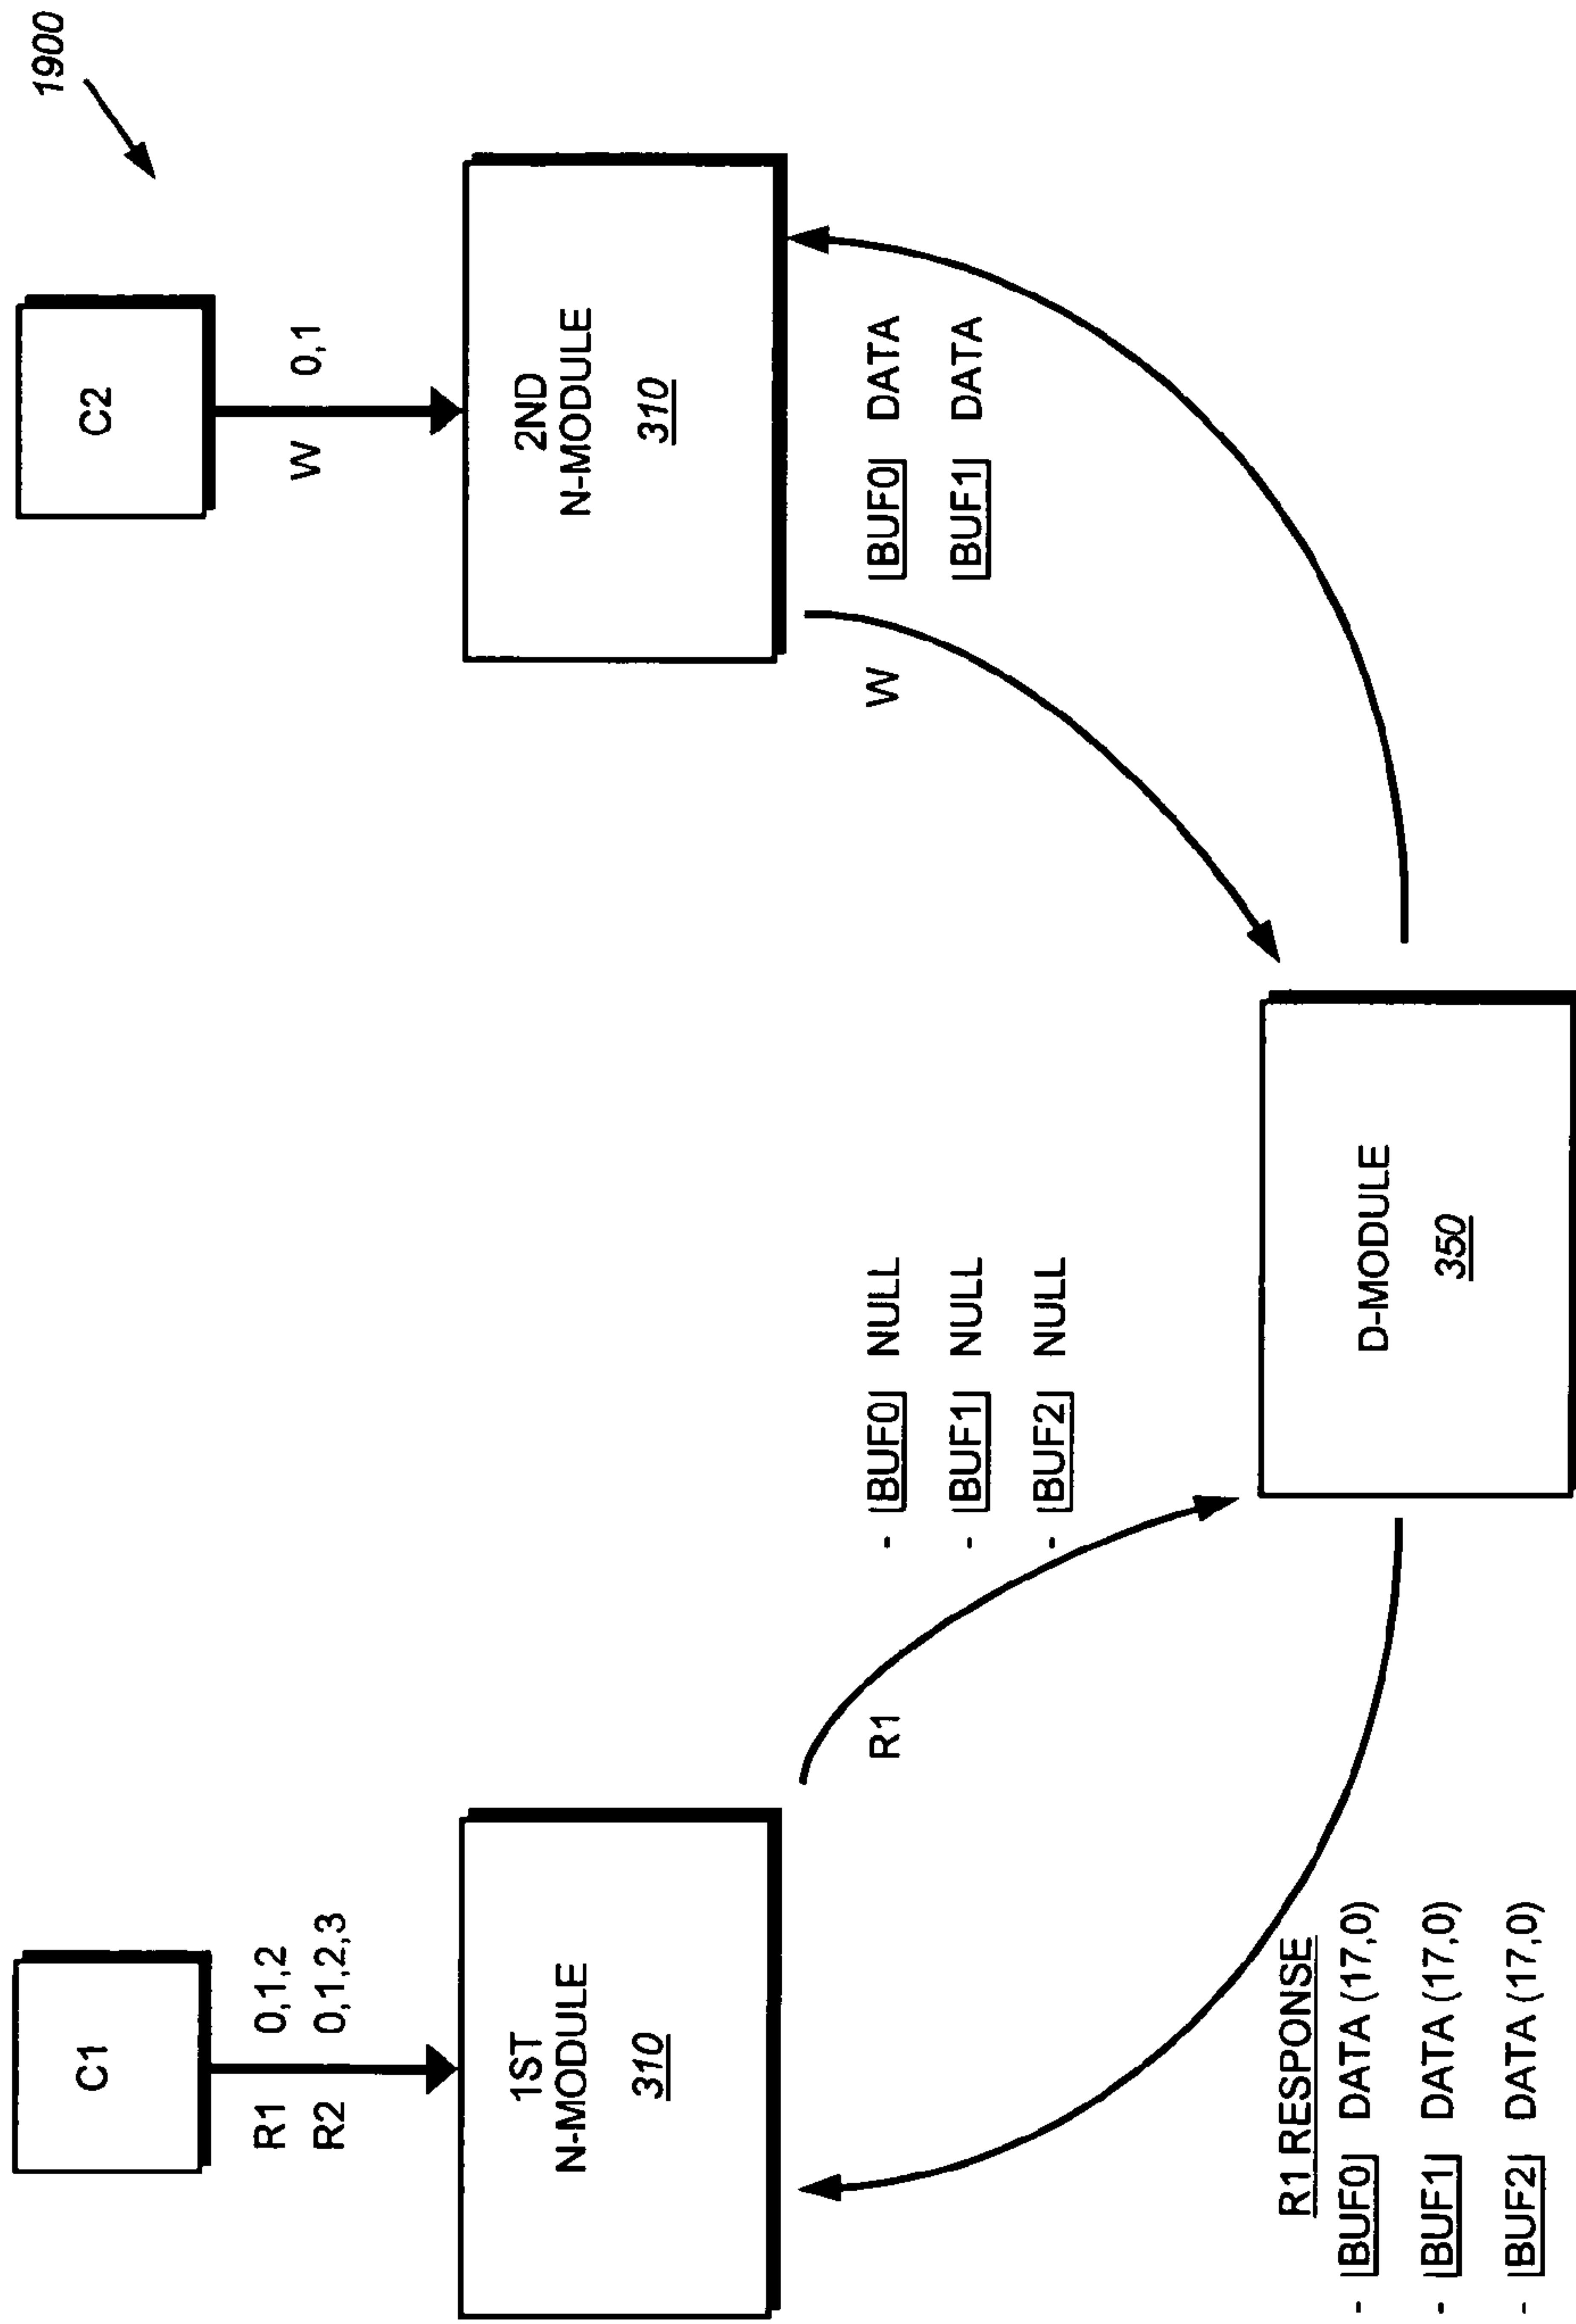 1900
C1
R1 0,1,2
R2 0,1,2,3
1ST
N-MODULE
310
C2
W 0,1
2ND
N-MODULE
310
R1
- BUF0 NULL
- BUF1 NULL
- BUF2 NULL
W
BUF0 DATA
BUF1 DATA
R1 RESPONSE
- BUF0 DATA (17,0)
- BUF1 DATA (17,0)
- BUF2 DATA (17,0)
D-MODULE
350